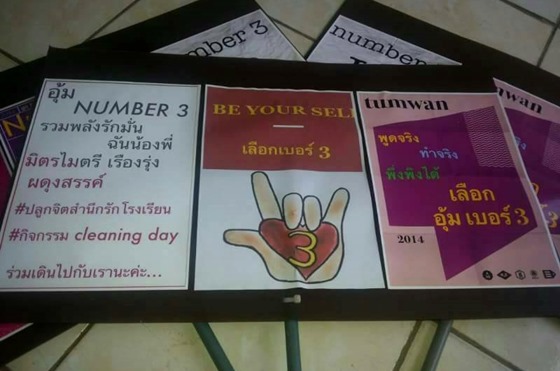 number 3
number
อุ้ม
NUMBER 3
รวมพลังรักมั่น
ฉันน้องพี่
มิตรไมตรี เรืองรุ่ง
ผดุงสรรค์
#ปลูกจิตสำนึกรักโรงเรียน
#กิจกรรม cleaning day
ร่วมเดินไปกับเรานะค่ะ...
BE YOUR SELF
เลือกเบอร์ 3
3
tumwan
พูดจริง
ทำจริง
พึ่งพิงได้
เลือก
อุ้ม เบอร์ 3
2014
umwan